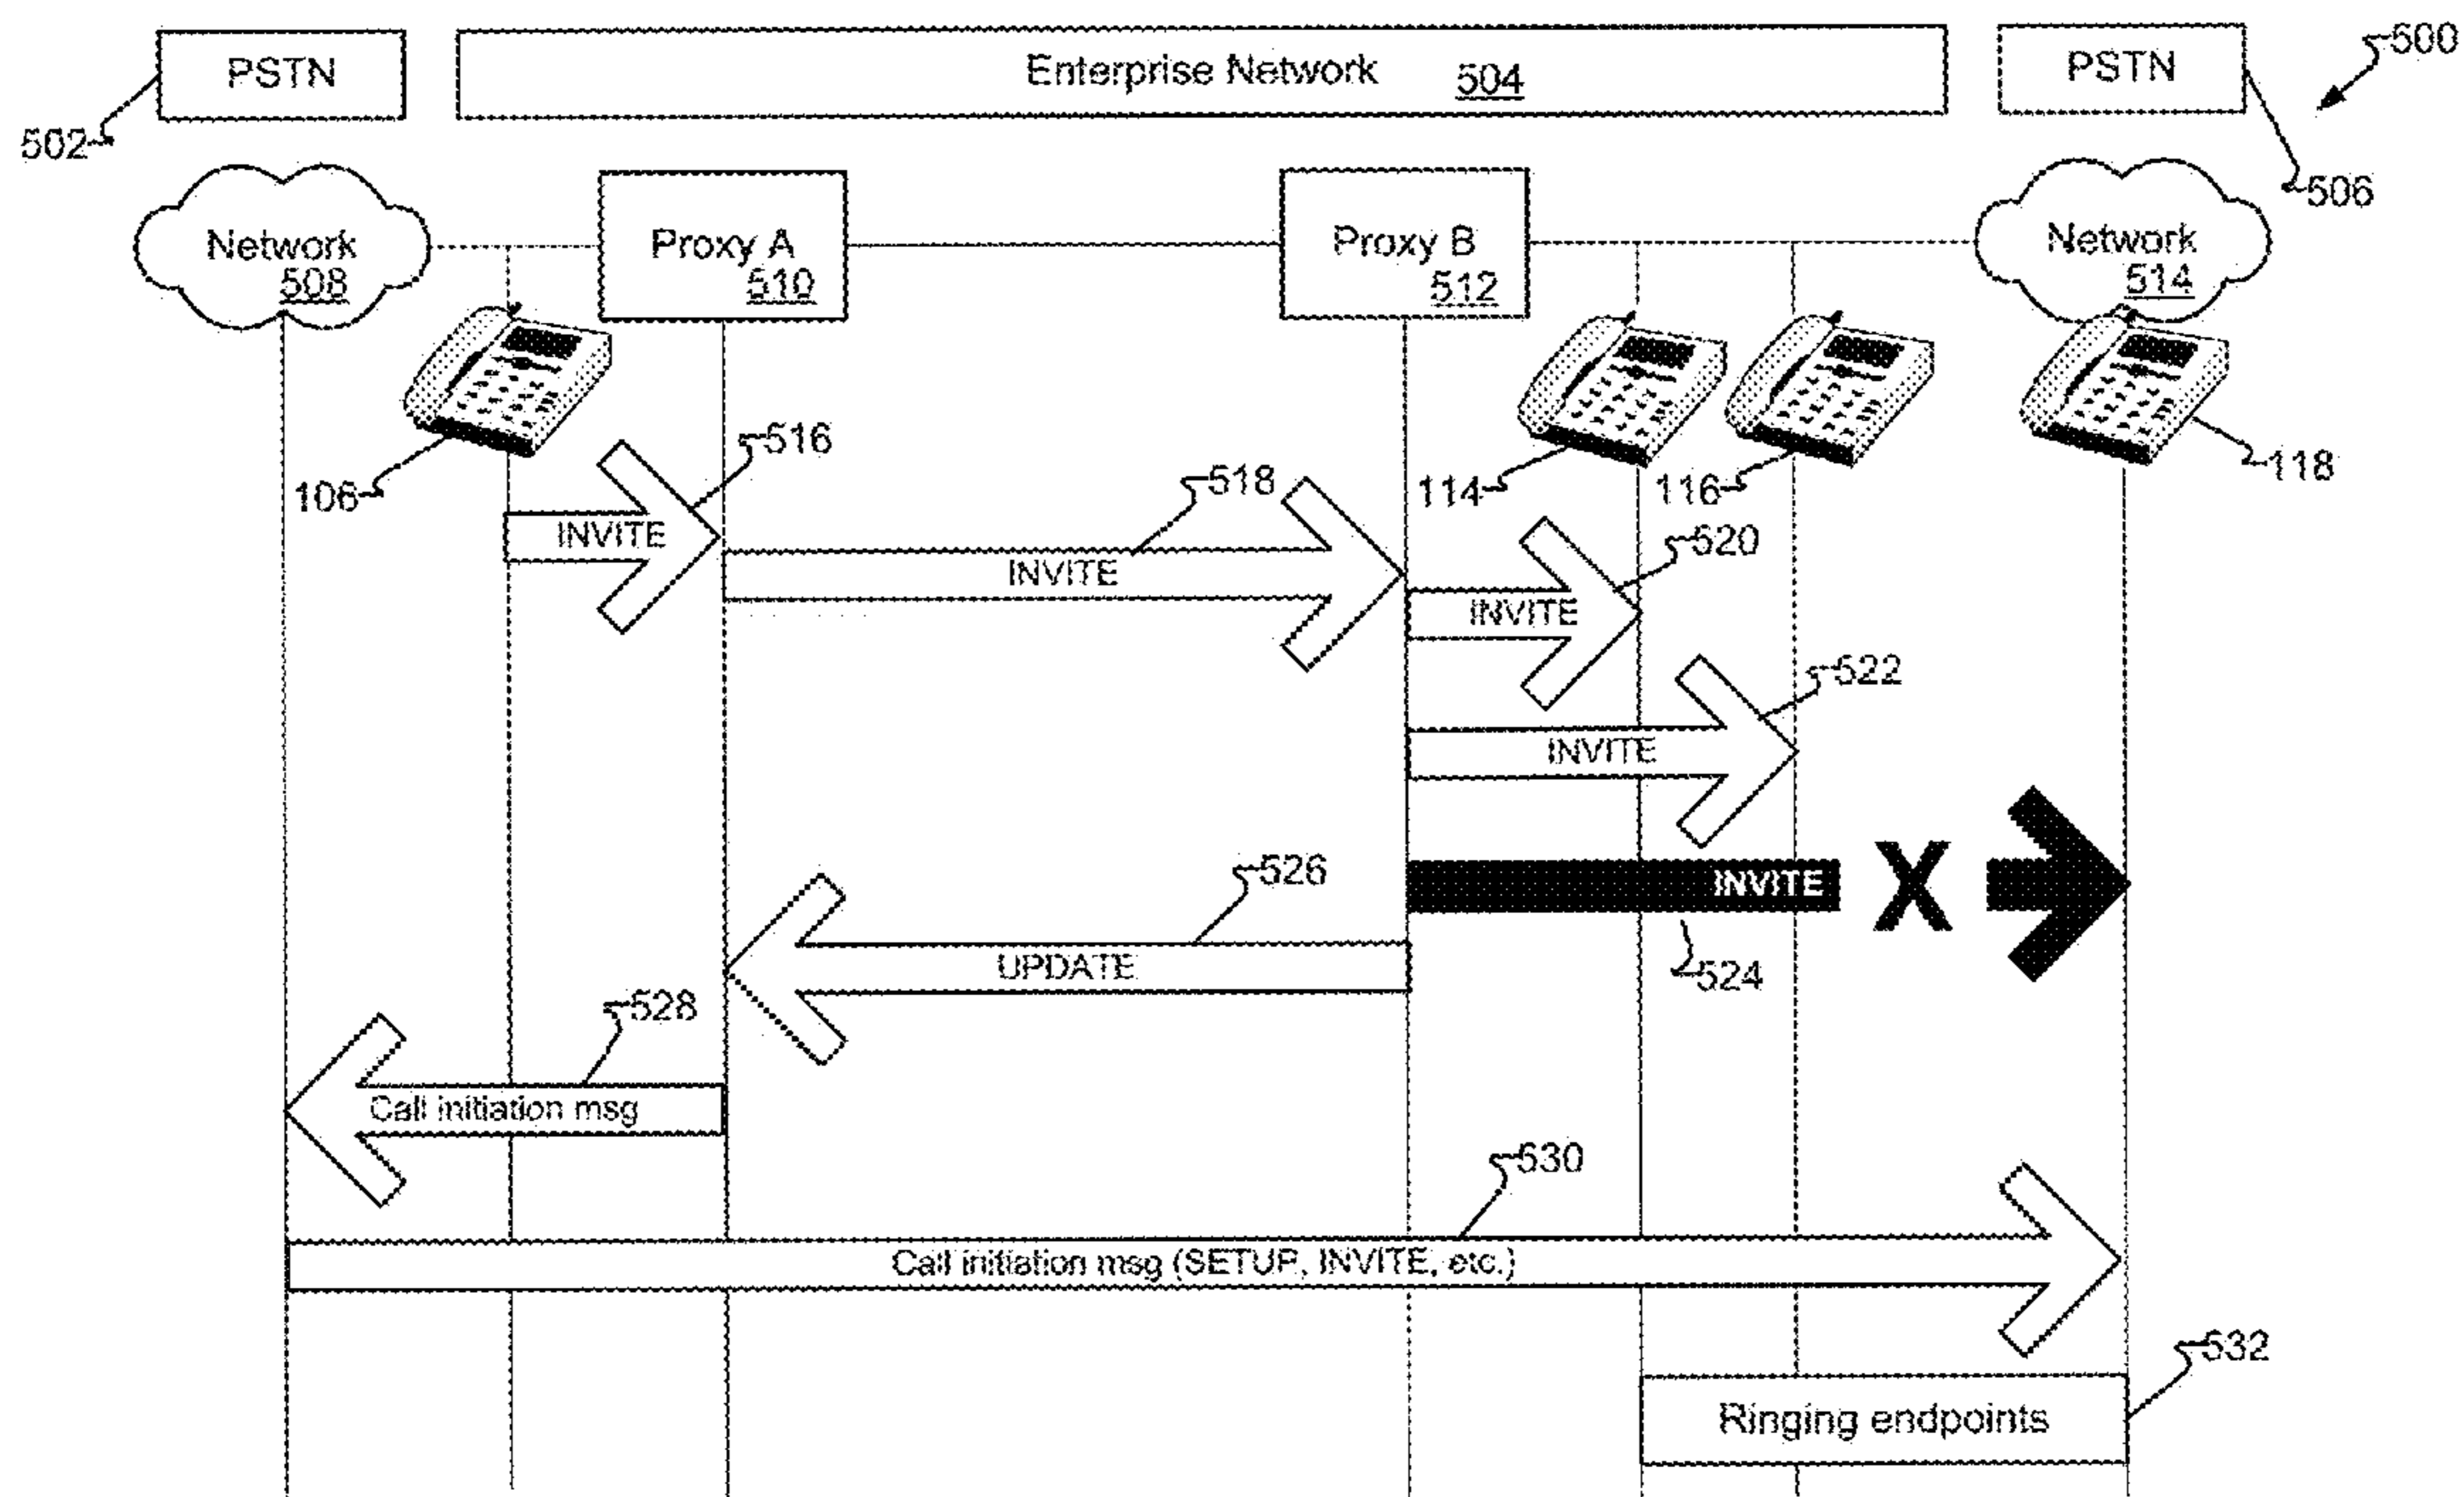 PSTN
Enterprise Network 504
PSTN
500
502
506
Network
508
Proxy A
510
Proxy B
512
Network
514
106
516
518
114
116
118
INVITE
INVITE
520
INVITE
522
INVITE
INVITE X
524
526
UPDATE
528
Call initiation msg
530
Call initiation msg (SETUP, INVITE, etc.)
532
Ringing endpoints